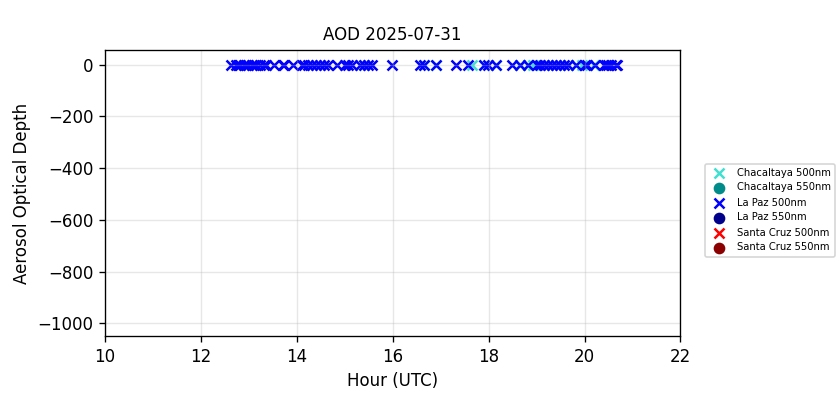 AOD 2025-07-31
Aerosol Optical Depth
0
−200
−400
−600
−800
−1000
10 12 14 16 18 20 22
Hour (UTC)
Chacaltaya 500nm
Chacaltaya 550nm
La Paz 500nm
La Paz 550nm
Santa Cruz 500nm
Santa Cruz 550nm